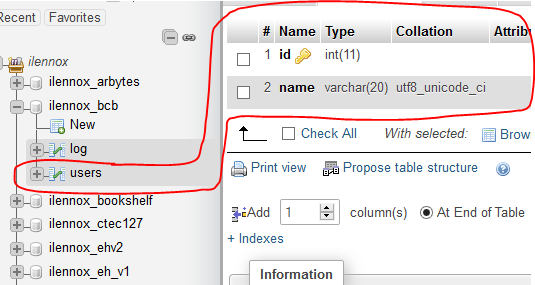 Recent Favorites
ilennox
ilennox_arbytes
ilennox_bcb
New
log
users
ilennox_bookshelf
ilennox_ctec127
ilennox_ehv2
ilennox_eh_v1
# Name Type Collation Attribu
1 id int(11)
2 name varchar(20) utf8_unicode_ci
Check All With selected: Brow
Print view Propose table structure
Add 1 column(s) At End of Table
+ Indexes
Information